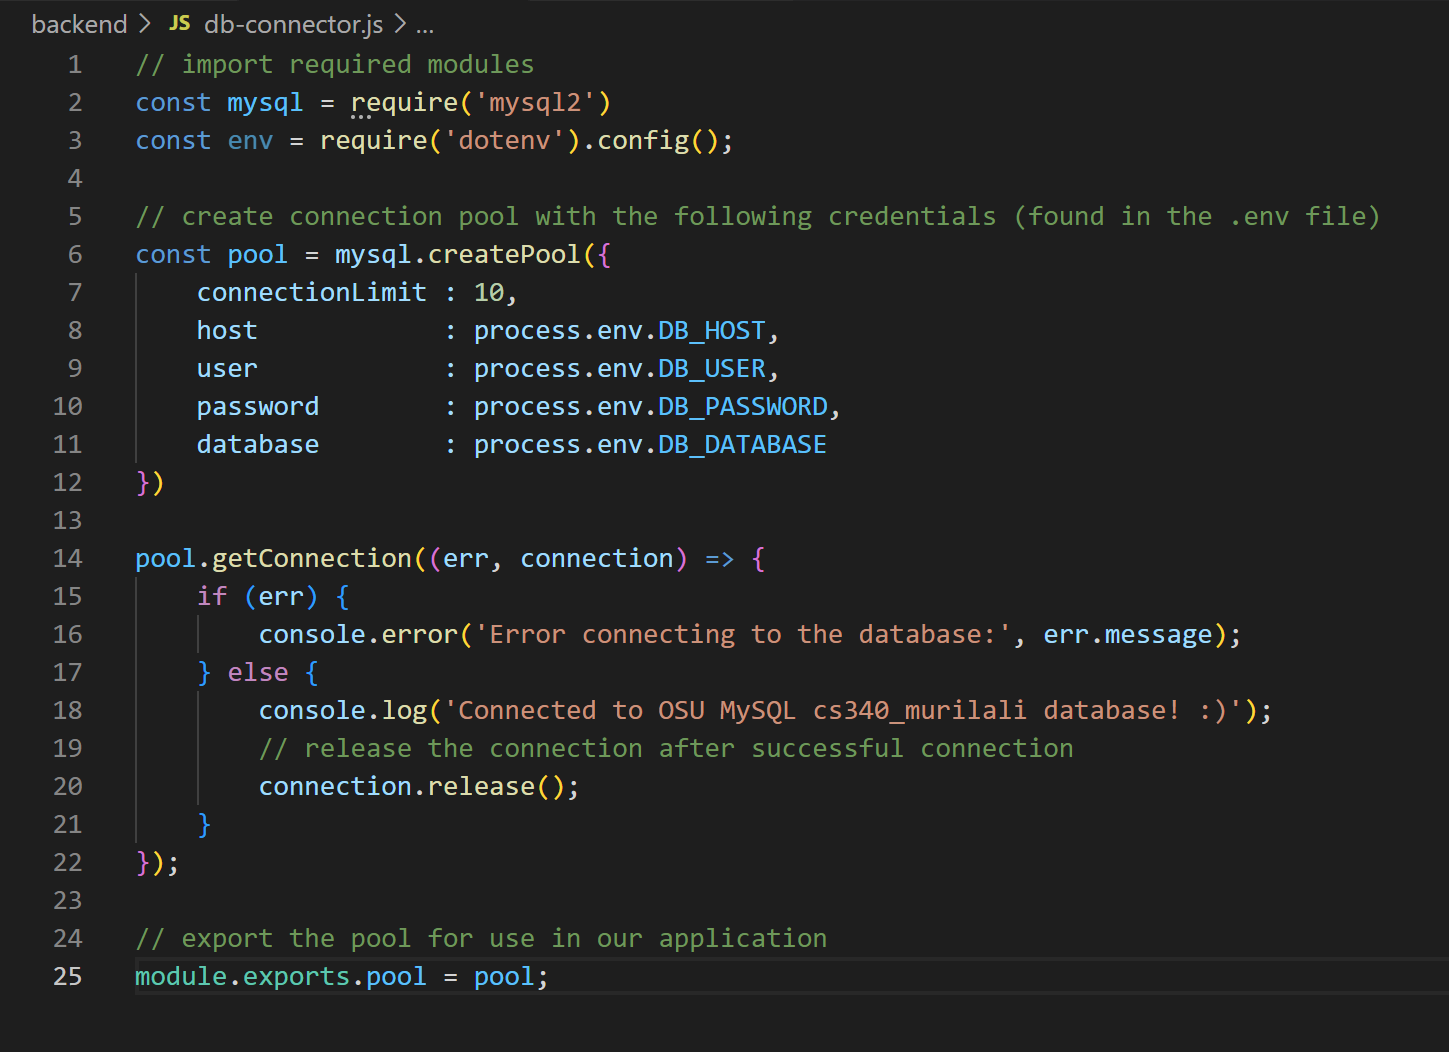 backend > JS db-connector.js > ...
1 // import required modules
2 const mysql = require('mysql2')
3 const env = require('dotenv').config();
4
5 // create connection pool with the following credentials (found in the .env file)
6 const pool = mysql.createPool({
7     connectionLimit : 10,
8     host            : process.env.DB_HOST,
9     user            : process.env.DB_USER,
10     password        : process.env.DB_PASSWORD,
11     database        : process.env.DB_DATABASE
12 })
13
14 pool.getConnection((err, connection) => {
15     if (err) {
16         console.error('Error connecting to the database:', err.message);
17     } else {
18         console.log('Connected to OSU MySQL cs340_murilali database! :)');
19         // release the connection after successful connection
20         connection.release();
21     }
22 });
23
24 // export the pool for use in our application
25 module.exports.pool = pool;